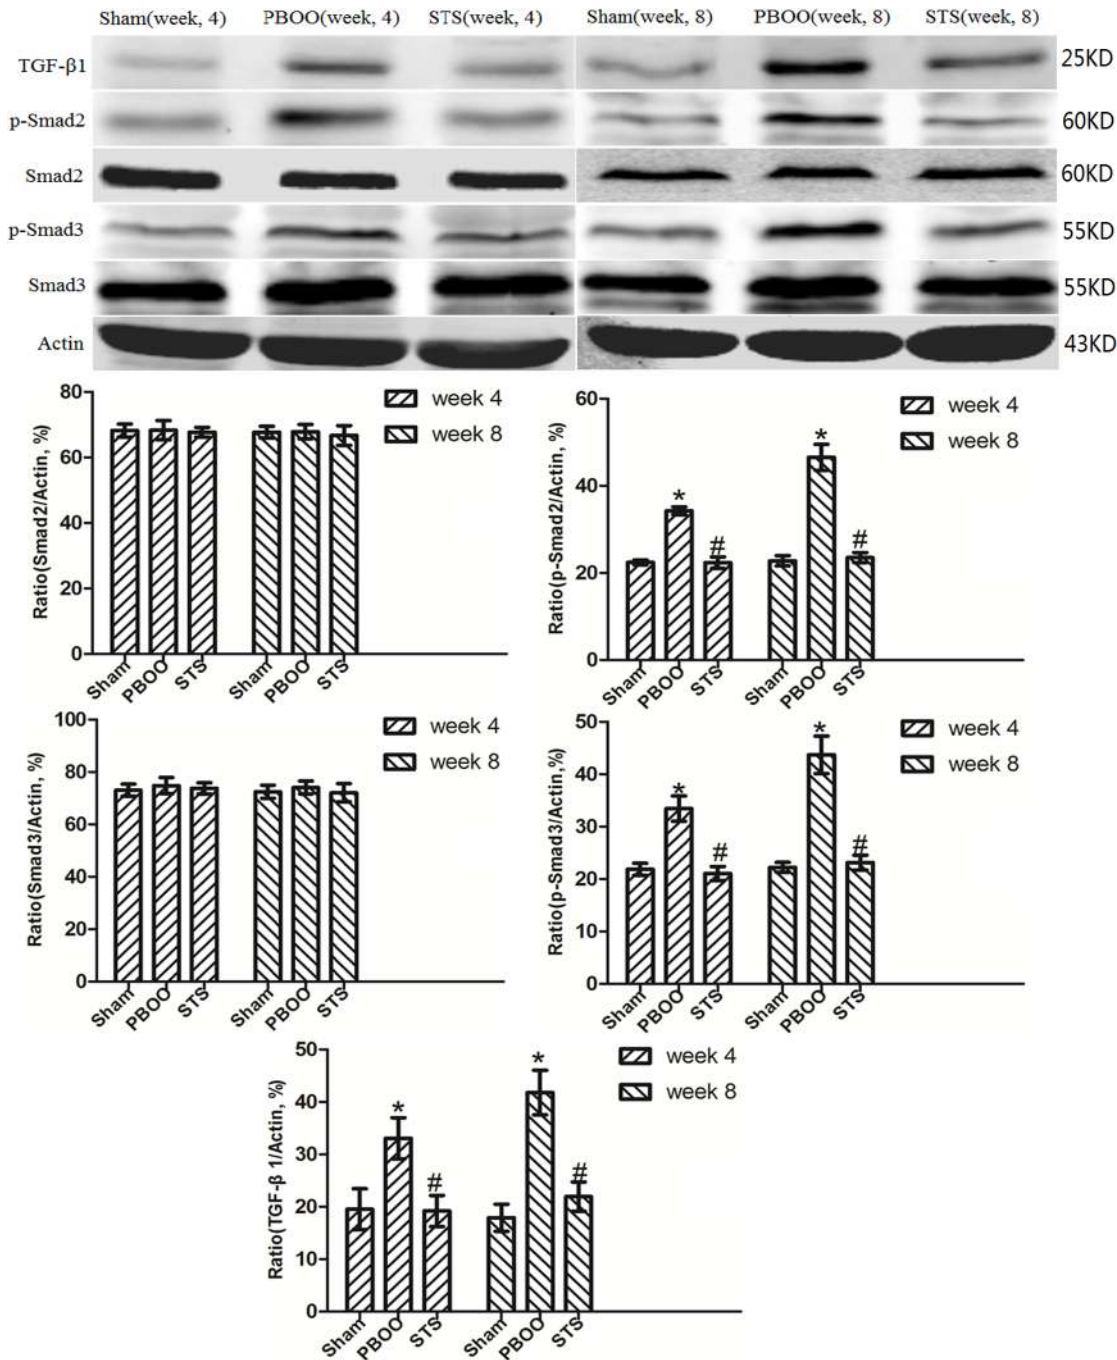 Sham(week, 4) PBOO(week, 4) STS(week, 4) Sham(week, 8) PBOO(week, 8) STS(week, 8)
TGF-β1 25KD
p-Smad2 60KD
Smad2 60KD
p-Smad3 55KD
Smad3 55KD
Actin 43KD
Ratio(Smad2/Actin, %)
80
60
40
20
0
week 4
week 8
Sham PBOO STS Sham PBOO STS
Ratio(p-Smad2/Actin, %)
60
40
20
0
week 4
week 8
* # * #
Sham PBOO STS Sham PBOO STS
Ratio(Smad3/Actin, %)
100
80
60
40
20
0
week 4
week 8
Sham PBOO STS Sham PBOO STS
Ratio(p-Smad3/Actin,%)
50
40
30
20
10
0
week 4
week 8
* # * #
Sham PBOO STS Sham PBOO STS
Ratio(TGF-β 1/Actin, %)
50
40
30
20
10
0
week 4
week 8
* # * #
Sham PBOO STS Sham PBOO STS